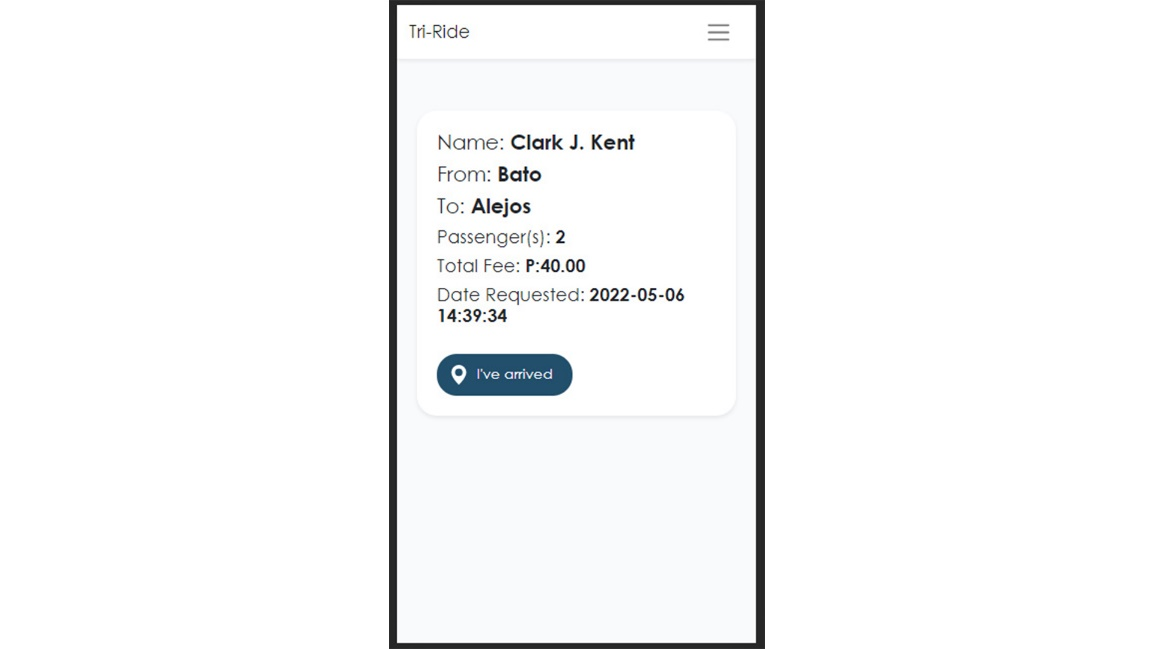 Tri-Ride
Name: Clark J. Kent
From: Bato
To: Alejos
Passenger(s): 2
Total Fee: P:40.00
Date Requested: 2022-05-06
14:39:34
I've arrived